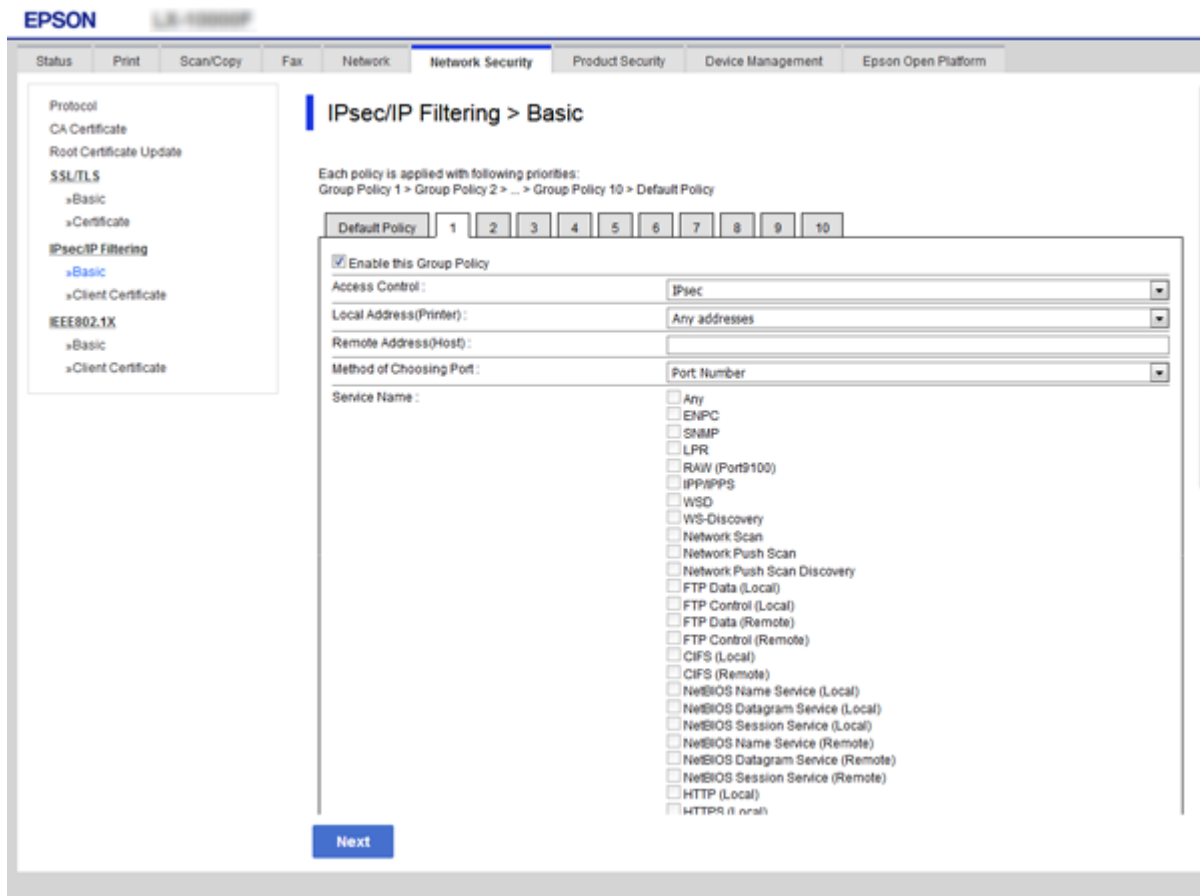 EPSON
Status Print Scan/Copy Fax Network Network Security Product Security Device Management Epson Open Platform
Protocol
CA Certificate
Root Certificate Update
SSL/TLS
»Basic
»Certificate
IPsec/IP Filtering
»Basic
»Client Certificate
IEEE802.1X
»Basic
»Client Certificate
IPsec/IP Filtering > Basic
Each policy is applied with following priorities:
Group Policy 1 > Group Policy 2 > ... > Group Policy 10 > Default Policy
Default Policy 1 2 3 4 5 6 7 8 9 10
Enable this Group Policy
Access Control : IPsec
Local Address(Printer) : Any addresses
Remote Address(Host) :
Method of Choosing Port : Port Number
Service Name : Any
ENPC
SNMP
LPR
RAW (Port9100)
IPP/IPPS
WSD
WS-Discovery
Network Scan
Network Push Scan
Network Push Scan Discovery
FTP Data (Local)
FTP Control (Local)
FTP Data (Remote)
FTP Control (Remote)
CIFS (Local)
CIFS (Remote)
NetBIOS Name Service (Local)
NetBIOS Datagram Service (Local)
NetBIOS Session Service (Local)
NetBIOS Name Service (Remote)
NetBIOS Datagram Service (Remote)
NetBIOS Session Service (Remote)
HTTP (Local)
HTTPS (Local)
Next